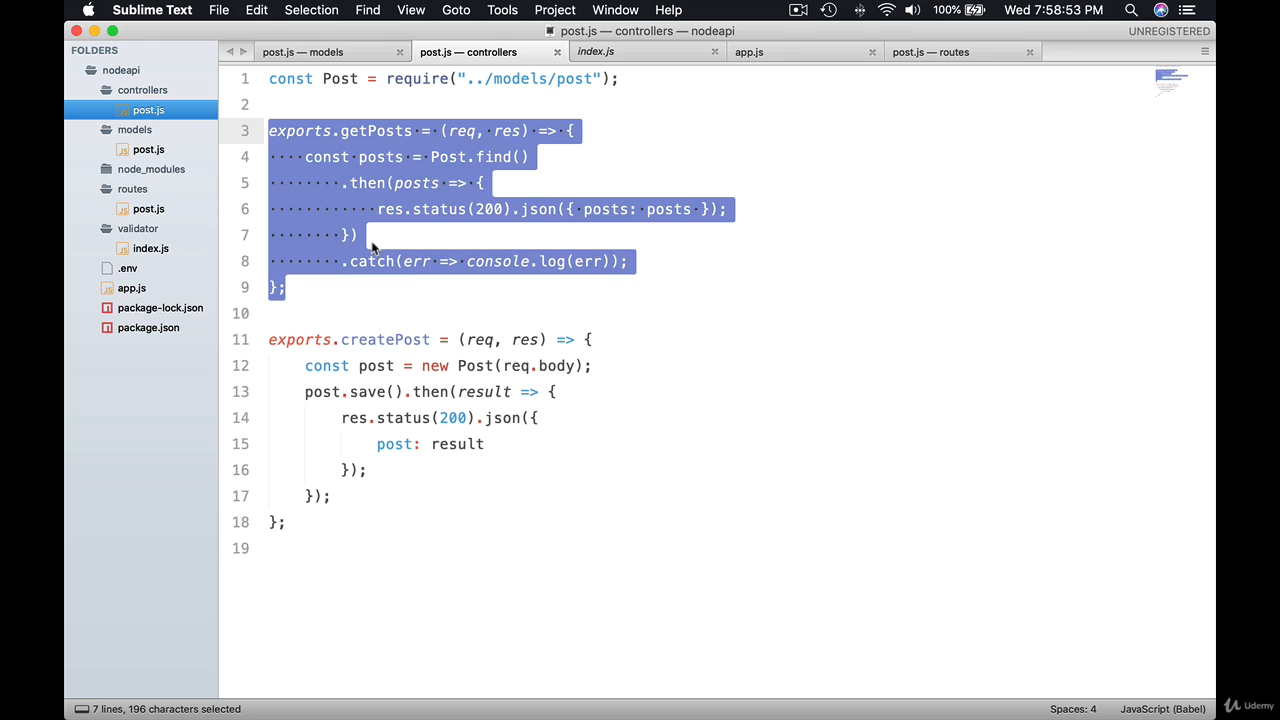 Sublime Text File Edit Selection Find View Goto Tools Project Window Help 100% Wed 7:58:53 PM
post.js — controllers — nodeapi UNREGISTERED
FOLDERS
nodeapi
controllers
post.js
models
post.js
node_modules
routes
post.js
validator
index.js
.env
app.js
package-lock.json
package.json
post.js — models post.js — controllers index.js app.js post.js — routes
1 const Post = require("../models/post");
2
3 exports.getPosts = (req, res) => {
4 ····const posts = Post.find()
5 ········.then(posts => {
6 ············res.status(200).json({ posts: posts });
7 ········})
8 ········.catch(err => console.log(err));
9 };
10
11 exports.createPost = (req, res) => {
12     const post = new Post(req.body);
13     post.save().then(result => {
14         res.status(200).json({
15             post: result
16         });
17     });
18 };
19
7 lines, 196 characters selected Spaces: 4 JavaScript (Babel)
Udemy